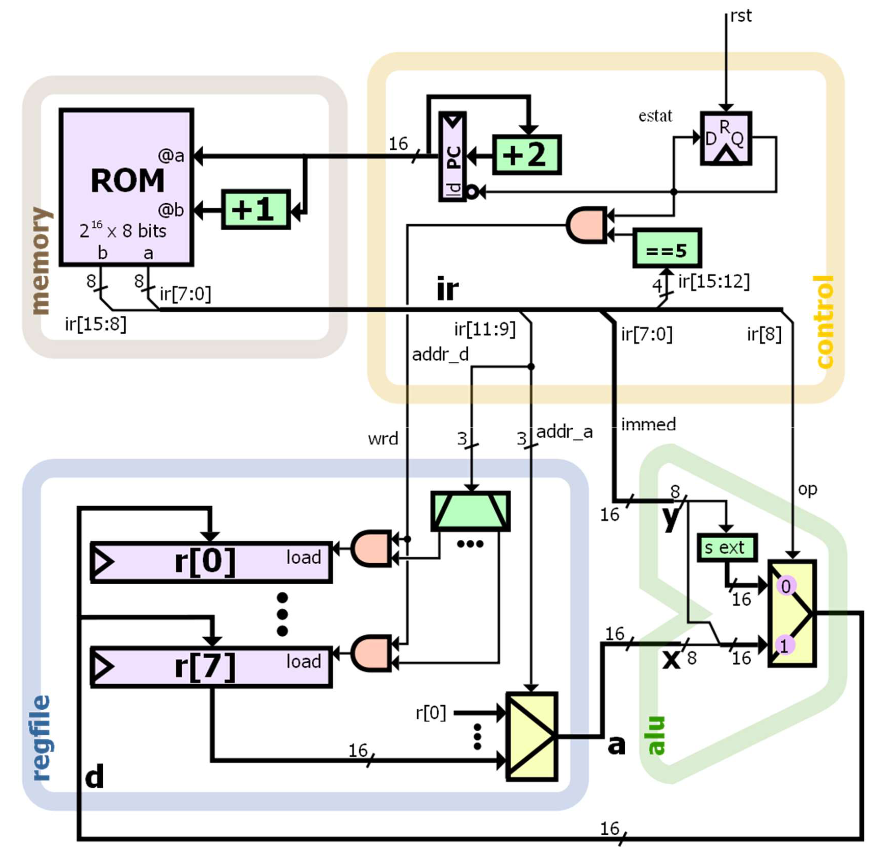 rst
estat
D
R
Q
16
PC
+2
ld
@a
ROM
@b
+1
2^16 x 8 bits
b
a
==5
memory
8
8
ir[7:0]
ir
4
ir[15:12]
ir[15:8]
ir[11:9]
ir[7:0]
ir[8]
control
addr_d
wrd
3
3
addr_a
immed
op
16
8
y
s ext
r[0]
load
16
0
r[7]
load
16
x
8
16
1
r[0]
16
a
alu
regfile
d
16